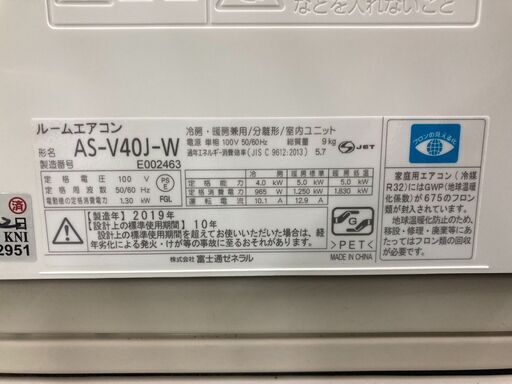 などを入れないなど
ルームエアコン
形名 AS-V40J-W
製造番号 E002463
冷房・暖房兼用/分離形/室内ユニット
電源 単相 100V 50/60Hz 総質量 9kg
通年エネルギー消費効率(JIS C 9612:2013) 5.7
JET
定格電圧 100 V
定格周波数 50/60 Hz
電動機の定格消費電力 1.30 kW
PSE
FGL
冷房 暖房標準 暖房低温
定格能力 4.0 kW 5.0 kW 5.0 kW
定格消費電力 965 W 1,250 kW 1,830 kW
運転電流 10.1 A 12.9 A
【製造年】2019年
【設計上の標準使用期間】10年
設計上の標準使用期間を超えてお使いいただいた場合は、経年劣化による発火・けが等の事故に至るおそれがあります。
株式会社富士通ゼネラル
>PET<
MADE IN CHINA
フロンの見える化
家庭用エアコン(冷媒
R32)にはGWP(地球温
暖化係数)が675のフロン
類が封入されています。
地球温暖化防止のため、
移設・修理・廃棄等にあ
たってはフロン類の回収
が必要です。
済
KNI
2951